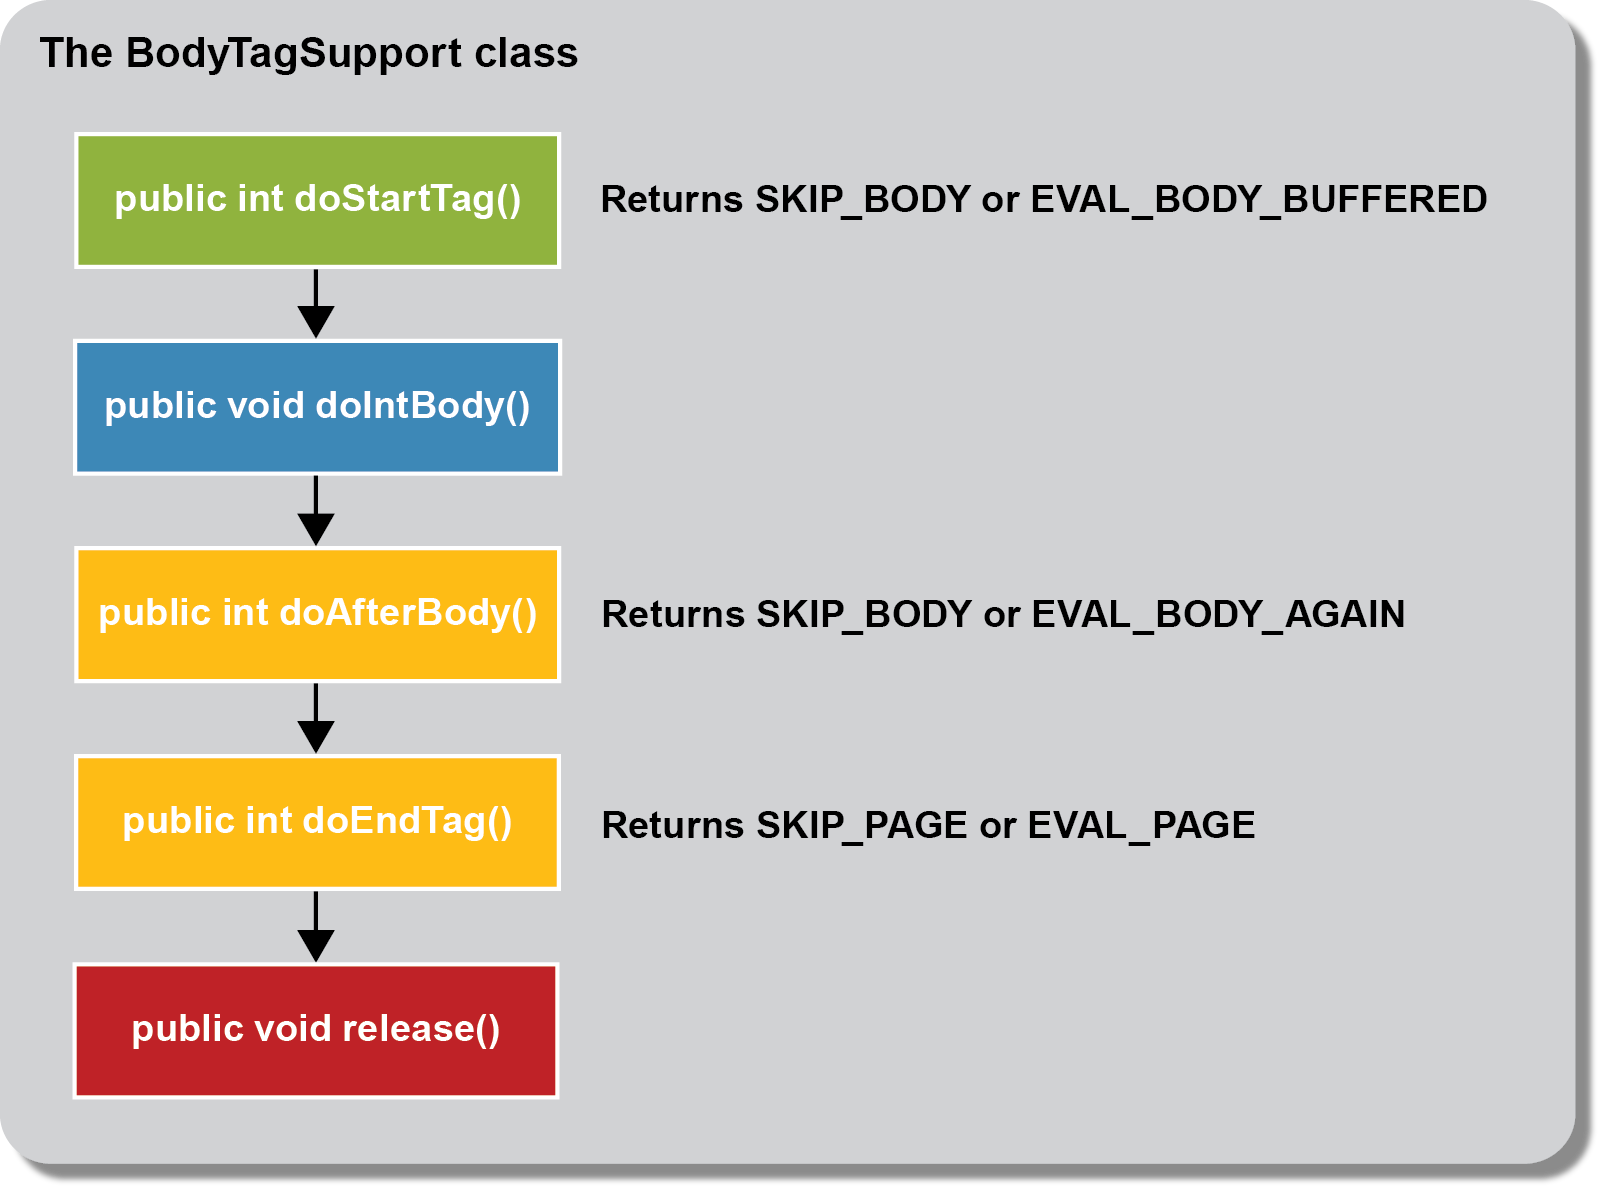 The BodyTagSupport class
public int doStartTag()
Returns SKIP_BODY or EVAL_BODY_BUFFERED
public void doIntBody()
public int doAfterBody()
Returns SKIP_BODY or EVAL_BODY_AGAIN
public int doEndTag()
Returns SKIP_PAGE or EVAL_PAGE
public void release()